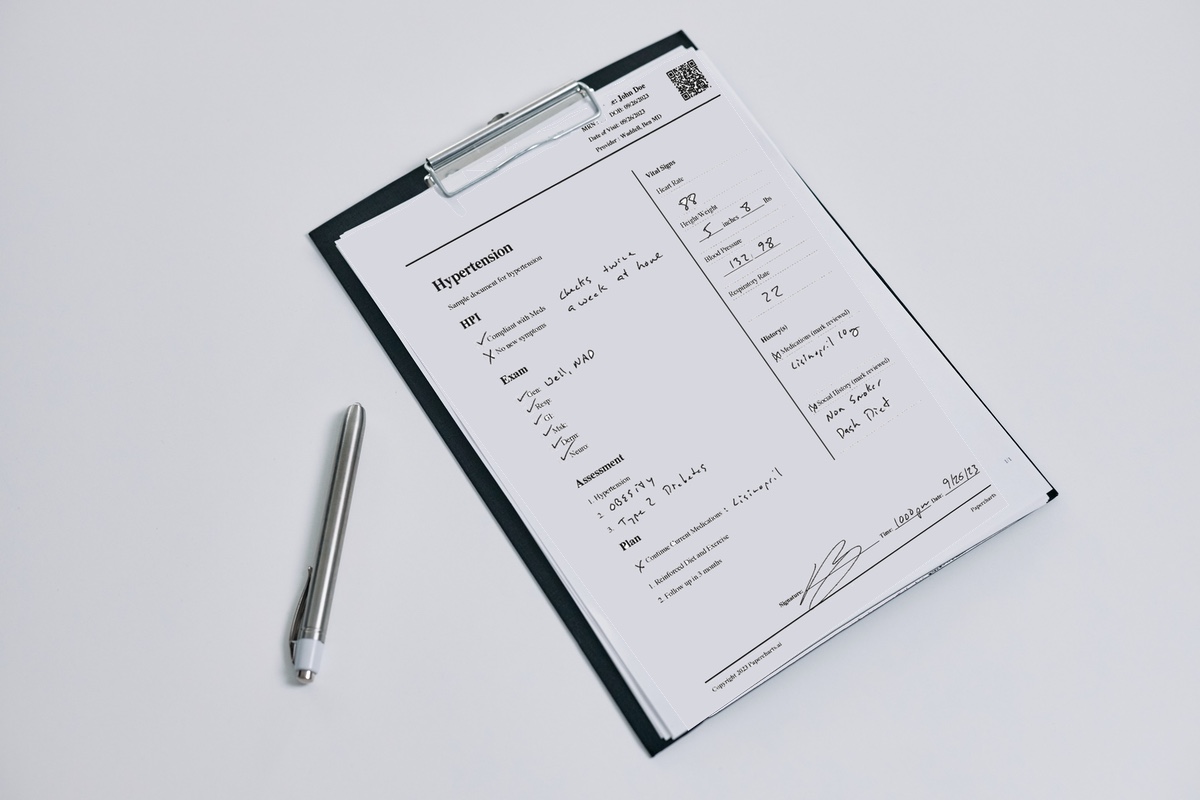 John Doe
MRN
DOB: 09/26/2023
Date of Visit: 09/26/2023
Provider : Waddell, Ben MD
Hypertension
Sample document for hypertension
HPI
Compliant with Meds
No new symptoms
checks twice
a week at home
Exam
Gen: Well, NAD
Resp:
GI:
Msk:
Derm:
Neuro:
Assessment
1. Hypertension
2. OBESITY
3. Type 2 Diabetes
Plan
X Continue Current Medications : Lisinopril
1. Reinforced Diet and Exercise
2. Follow up in 3 months
Vital Signs
Heart Rate
88
Height/Weight
5 inches 8 lbs
Blood Pressure
132, 98
Respiratory Rate
22
History(s)
Medications (mark reviewed)
Lisinopril 10
Social History (mark reviewed)
Non Smoker
Dash Diet
Signature:
Time: 1000 Date: 9/26/23
1/1
Papercharts
Copyright 2023 Papercharts.ai